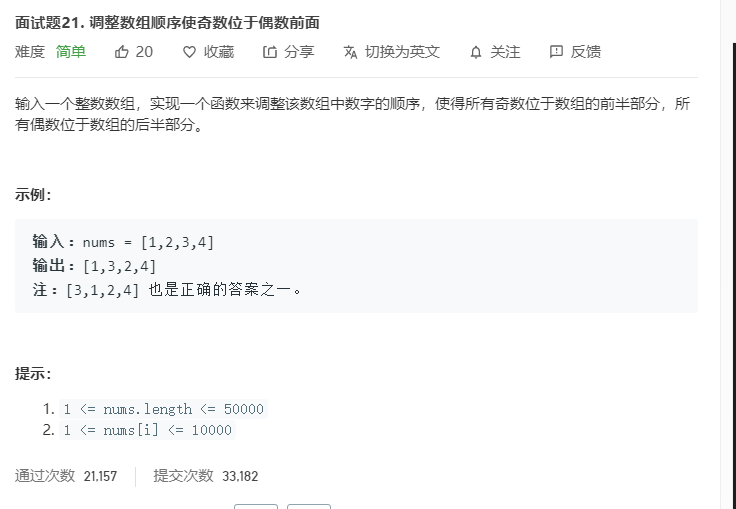 面试题21. 调整数组顺序使奇数位于偶数前面
难度 简单 20 收藏 分享 切换为英文 关注 反馈
输入一个整数数组，实现一个函数来调整该数组中数字的顺序，使得所有奇数位于数组的前半部分，所
有偶数位于数组的后半部分。
示例：
输入：nums = [1,2,3,4]
输出：[1,3,2,4]
注：[3,1,2,4] 也是正确的答案之一。
提示：
1. 1 <= nums.length <= 50000
2. 1 <= nums[i] <= 10000
通过次数 21,157 提交次数 33,182